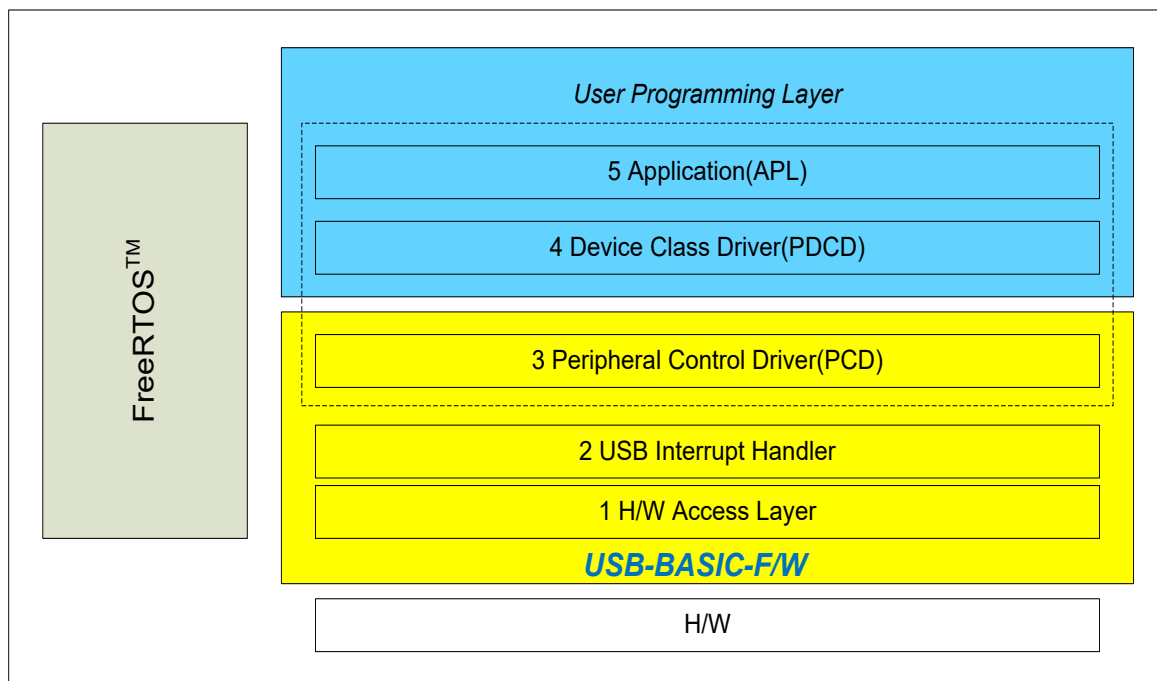 FreeRTOS™
User Programming Layer
5 Application(APL)
4 Device Class Driver(PDCD)
3 Peripheral Control Driver(PCD)
2 USB Interrupt Handler
1 H/W Access Layer
USB-BASIC-F/W
H/W